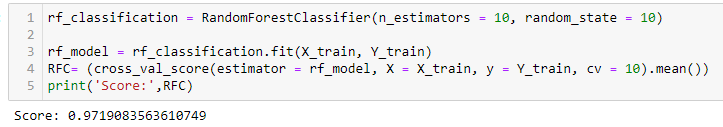 1 rf_classification = RandomForestClassifier(n_estimators = 10, random_state = 10)
2
3 rf_model = rf_classification.fit(X_train, Y_train)
4 RFC= (cross_val_score(estimator = rf_model, X = X_train, y = Y_train, cv = 10).mean())
5 print('Score:',RFC)
Score: 0.9719083563610749